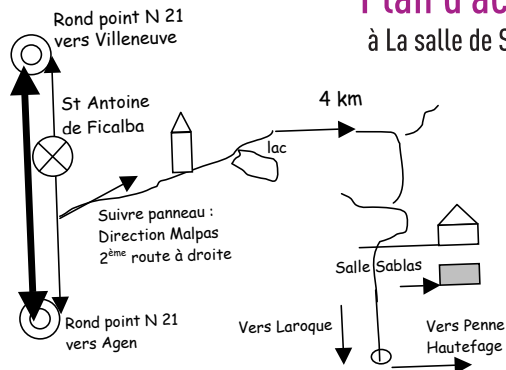 Rond point N 21
vers Villeneuve
Plan d'ac
à La salle de S
St Antoine
de Ficalba
4 km
lac
Suivre panneau :
Direction Malpas
2ème route à droite
Salle Sablas
Rond point N 21
vers Agen
Vers Laroque
Vers Penne
Hautefage